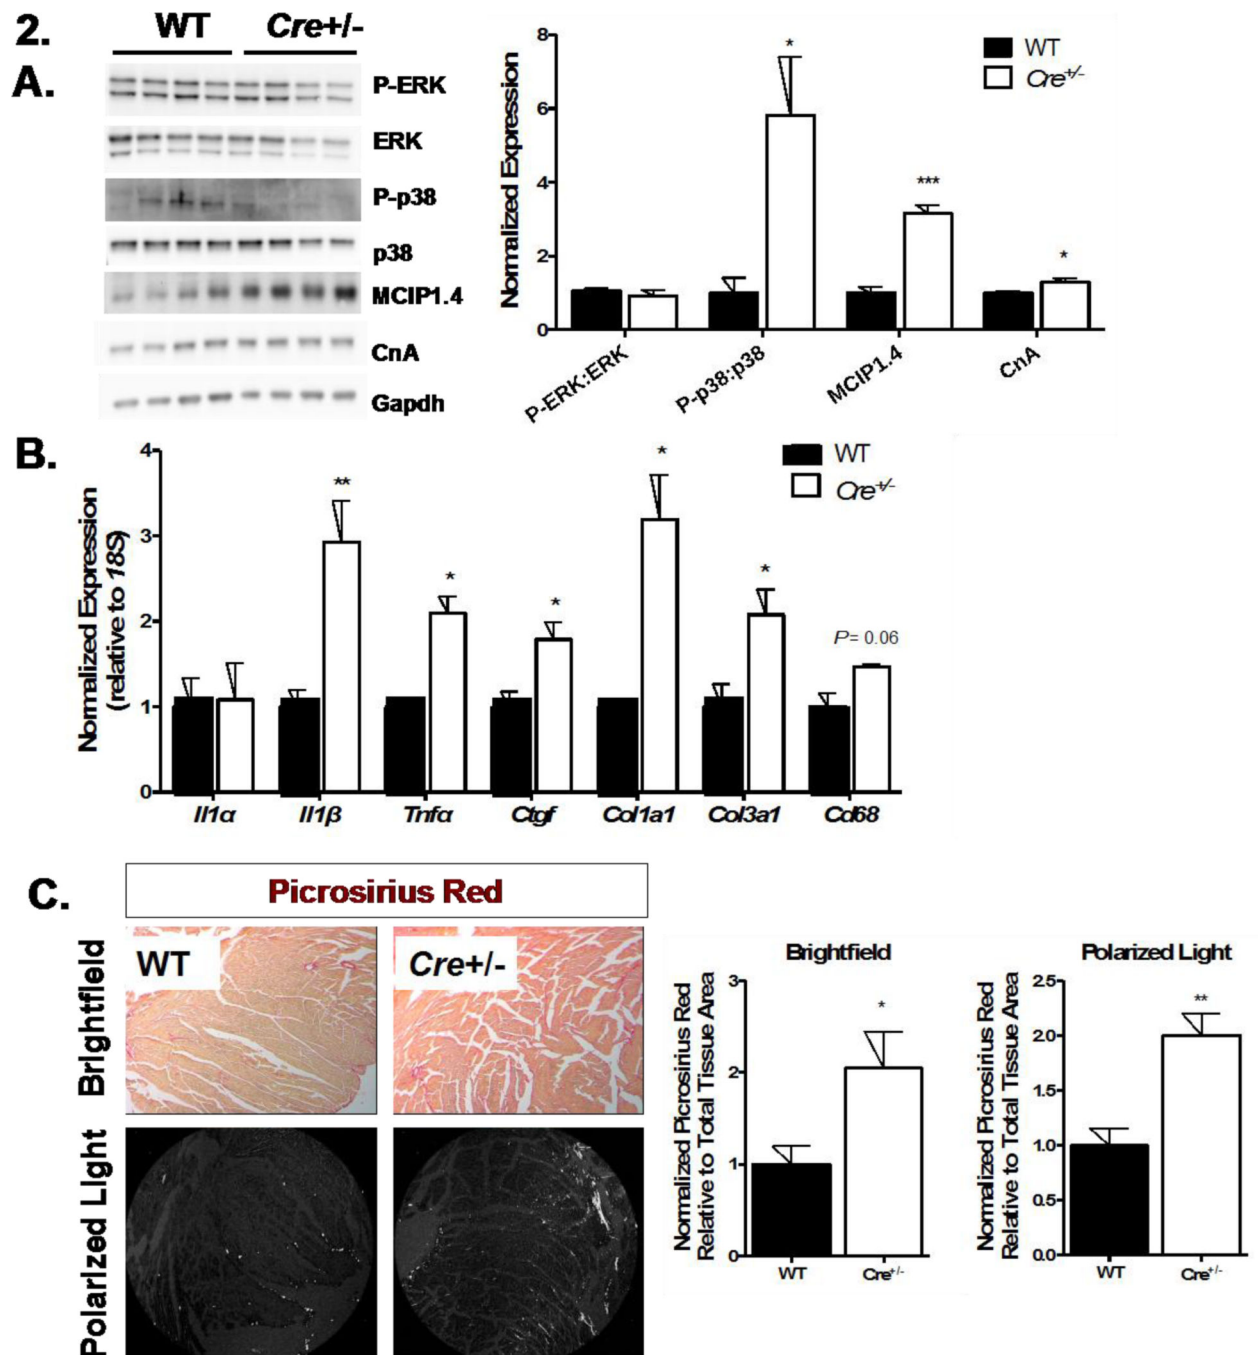 2.
WT Cre+/-
A.
P-ERK
ERK
P-p38
p38
MCIP1.4
CnA
Gapdh
Normalized Expression
8
6
4
2
0
*
***
*
WT
Cre+/-
P-ERK:ERK
P-p38:p38
MCIP1.4
CnA
B.
Normalized Expression
(relative to 18S)
4
3
2
1
0
**
*
*
*
*
P= 0.06
WT
Cre+/-
Il1α Il1β Tnfα Ctgf Col1a1 Col3a1 Cd68
C.
Picrosirius Red
Brightfield
WT
Cre+/-
Polarized Light
Brightfield
Normalized Picrosirius Red
Relative to Total Tissue Area
3
2
1
0
*
WT Cre+/-
Polarized Light
Normalized Picrosirius Red
Relative to Total Tissue Area
2.5
2.0
1.5
1.0
0.5
0.0
**
WT Cre+/-